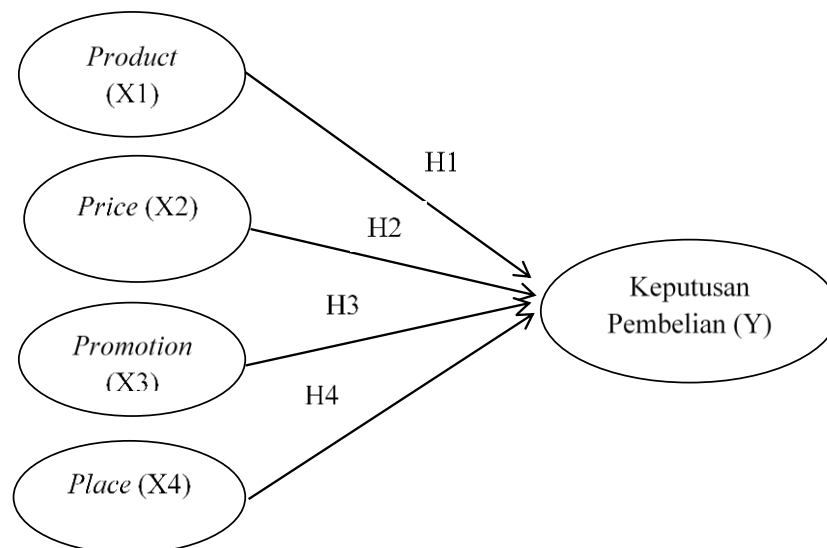 Product
(X1)
H1
Price (X2)
H2
Keputusan
Pembelian (Y)
H3
Promotion
(X3)
H4
Place (X4)